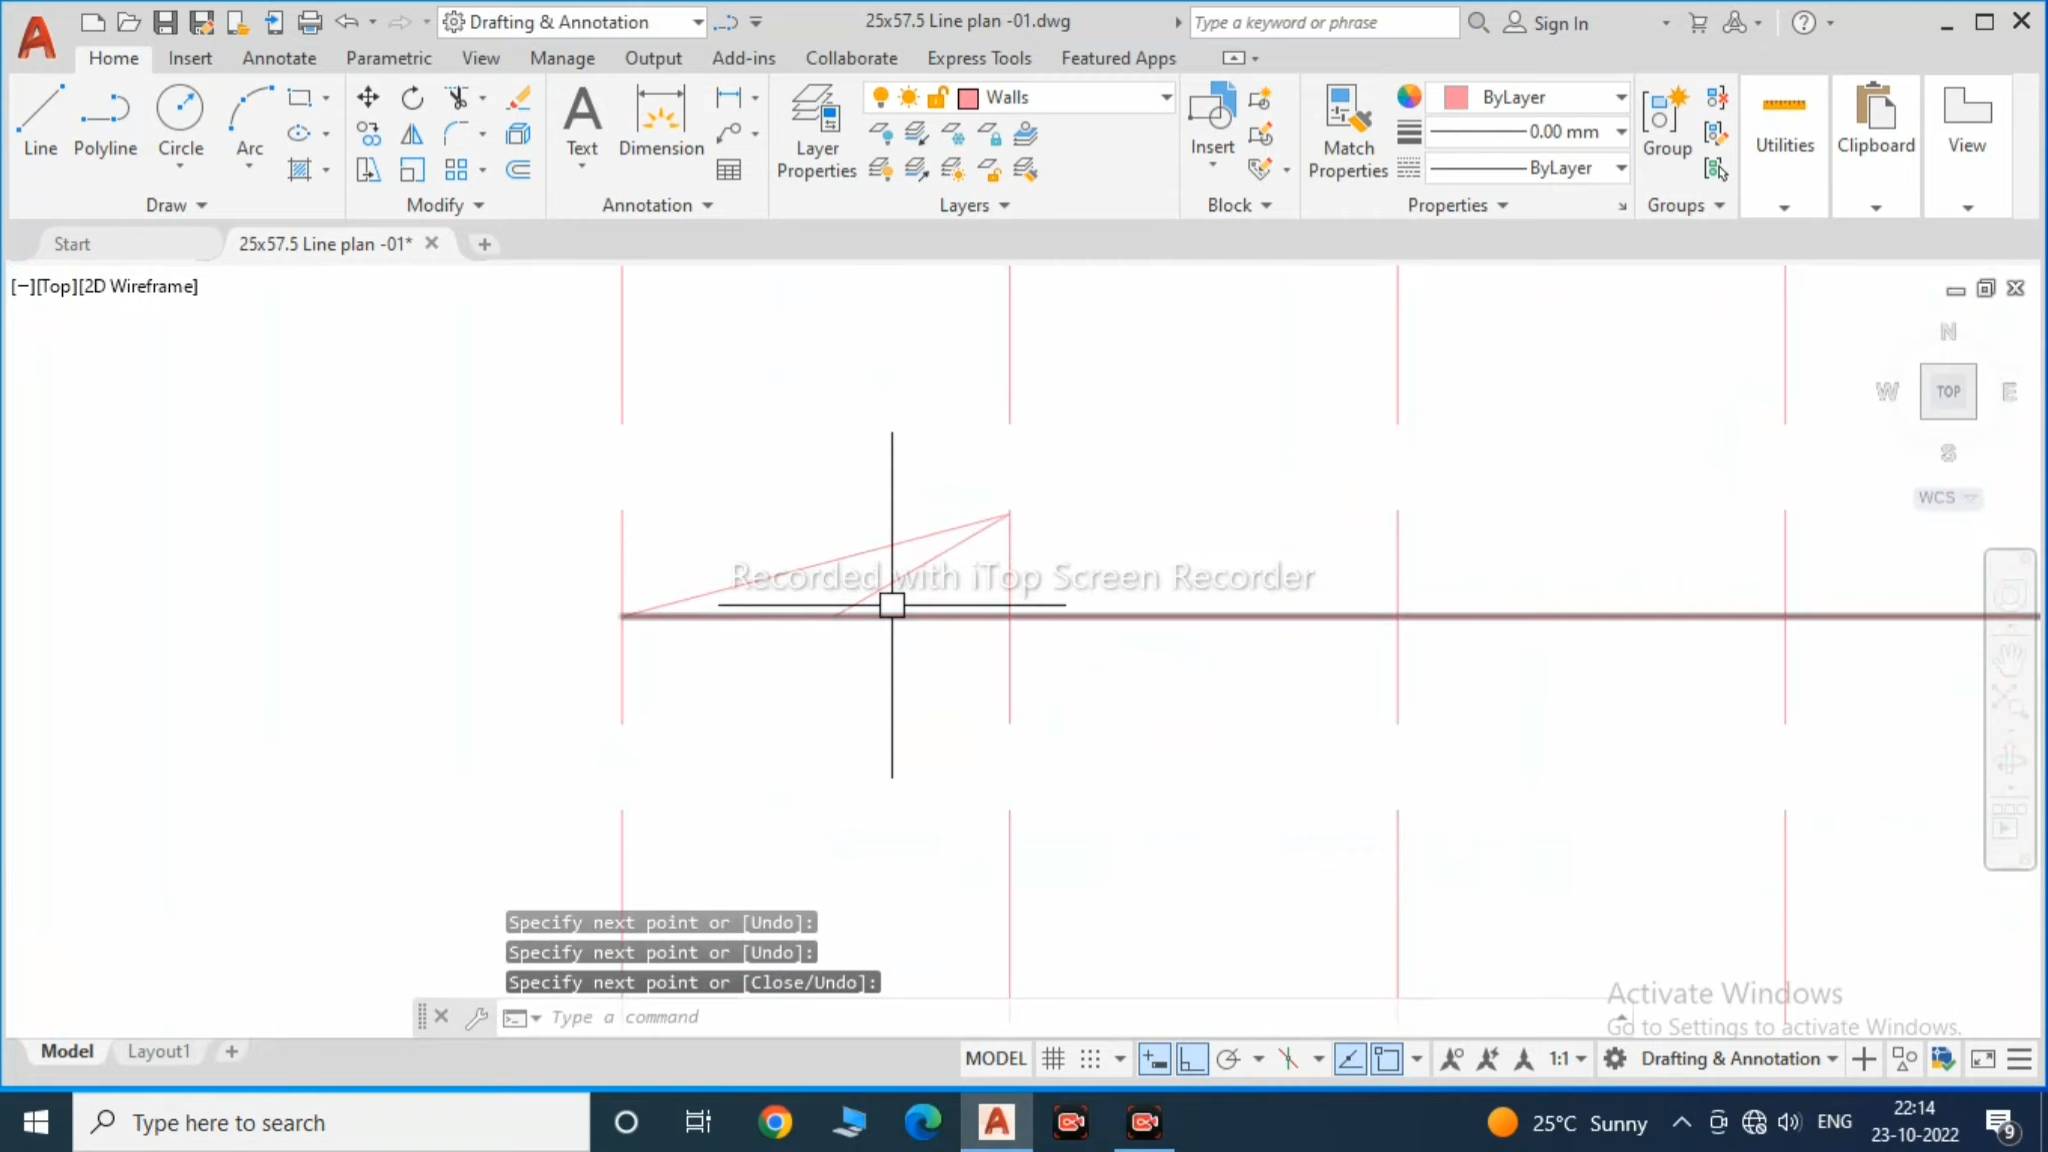 Drafting & Annotation
25x57.5 Line plan -01.dwg
Type a keyword or phrase
Sign In
Home
Insert
Annotate
Parametric
View
Manage
Output
Add-ins
Collaborate
Express Tools
Featured Apps
Line
Polyline
Circle
Arc
Draw
Modify
Text
Dimension
Annotation
Layer
Properties
Walls
Layers
Insert
Block
Match
Properties
ByLayer
0.00 mm
ByLayer
Properties
Group
Groups
Utilities
Clipboard
View
Start
25x57.5 Line plan -01*
[−][Top][2D Wireframe]
N
W
TOP
E
S
WCS
Recorded with iTop Screen Recorder
Specify next point or [Undo]:
Specify next point or [Undo]:
Specify next point or [Close/Undo]:
Type a command
Activate Windows
Go to Settings to activate Windows.
Model
Layout1
MODEL
1:1
Drafting & Annotation
Type here to search
25°C Sunny
ENG
22:14
23-10-2022
9